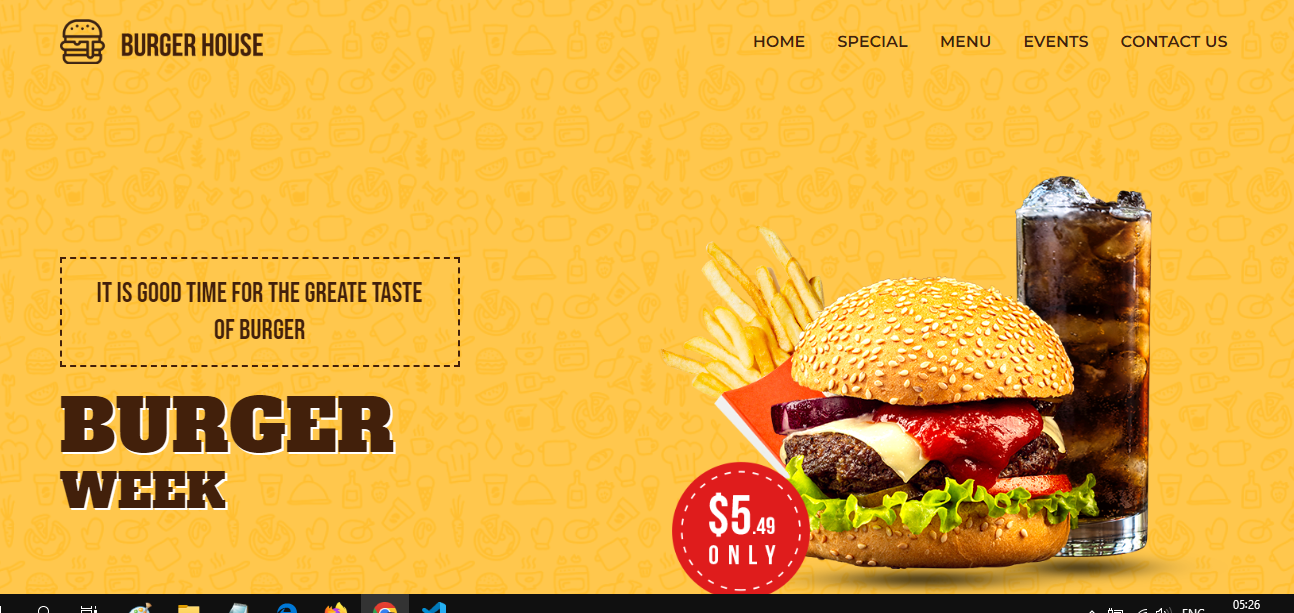 BURGER HOUSE
HOME SPECIAL MENU EVENTS CONTACT US
IT IS GOOD TIME FOR THE GREATE TASTE
OF BURGER
BURGER
WEEK
$5.49
ONLY
ENG
05:26